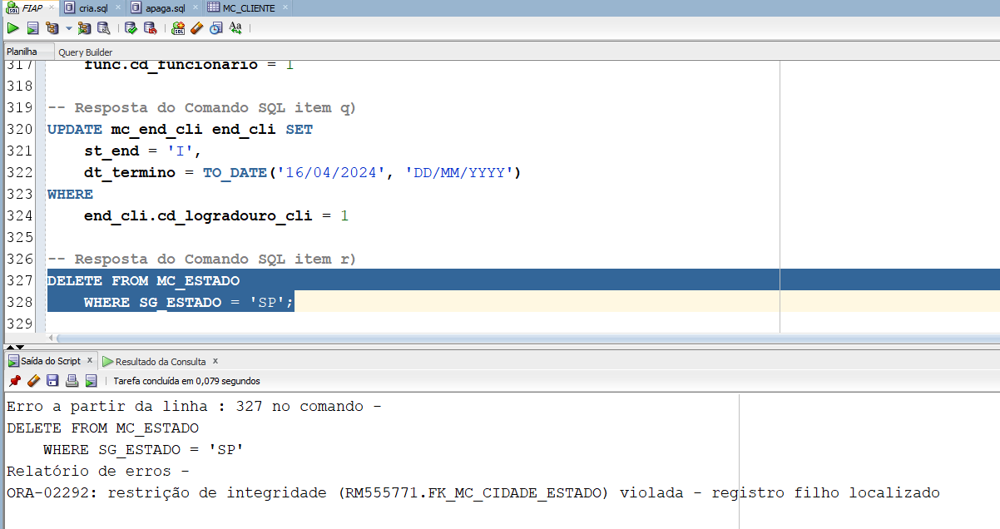 FIAP cria.sql apaga.sql MC_CLIENTE
Planilha Query Builder
317 func.cd_funcionario = 1
318
319 -- Resposta do Comando SQL item q)
320 UPDATE mc_end_cli end_cli SET
321 st_end = 'I',
322 dt_termino = TO_DATE('16/04/2024', 'DD/MM/YYYY')
323 WHERE
324 end_cli.cd_logradouro_cli = 1
325
326 -- Resposta do Comando SQL item r)
327 DELETE FROM MC_ESTADO
328 WHERE SG_ESTADO = 'SP';
329
Saída do Script x Resultado da Consulta x
Tarefa concluída em 0,079 segundos
Erro a partir da linha : 327 no comando -
DELETE FROM MC_ESTADO
WHERE SG_ESTADO = 'SP'
Relatório de erros -
ORA-02292: restrição de integridade (RM555771.FK_MC_CIDADE_ESTADO) violada - registro filho localizado